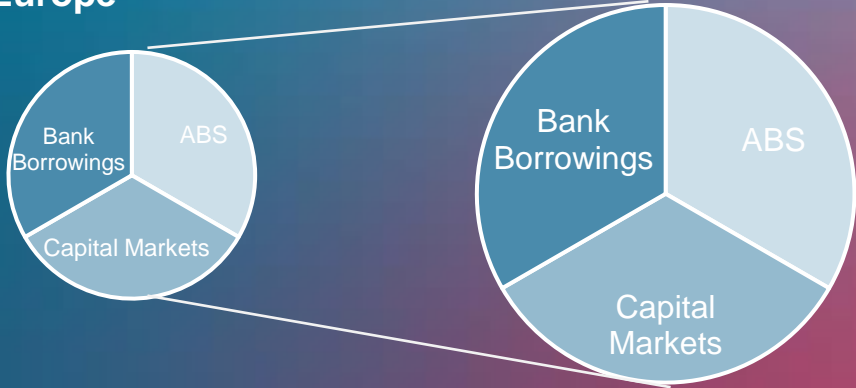 Europe
Bank
Borrowings
ABS
Capital Markets
Bank
Borrowings
ABS
Capital
Markets